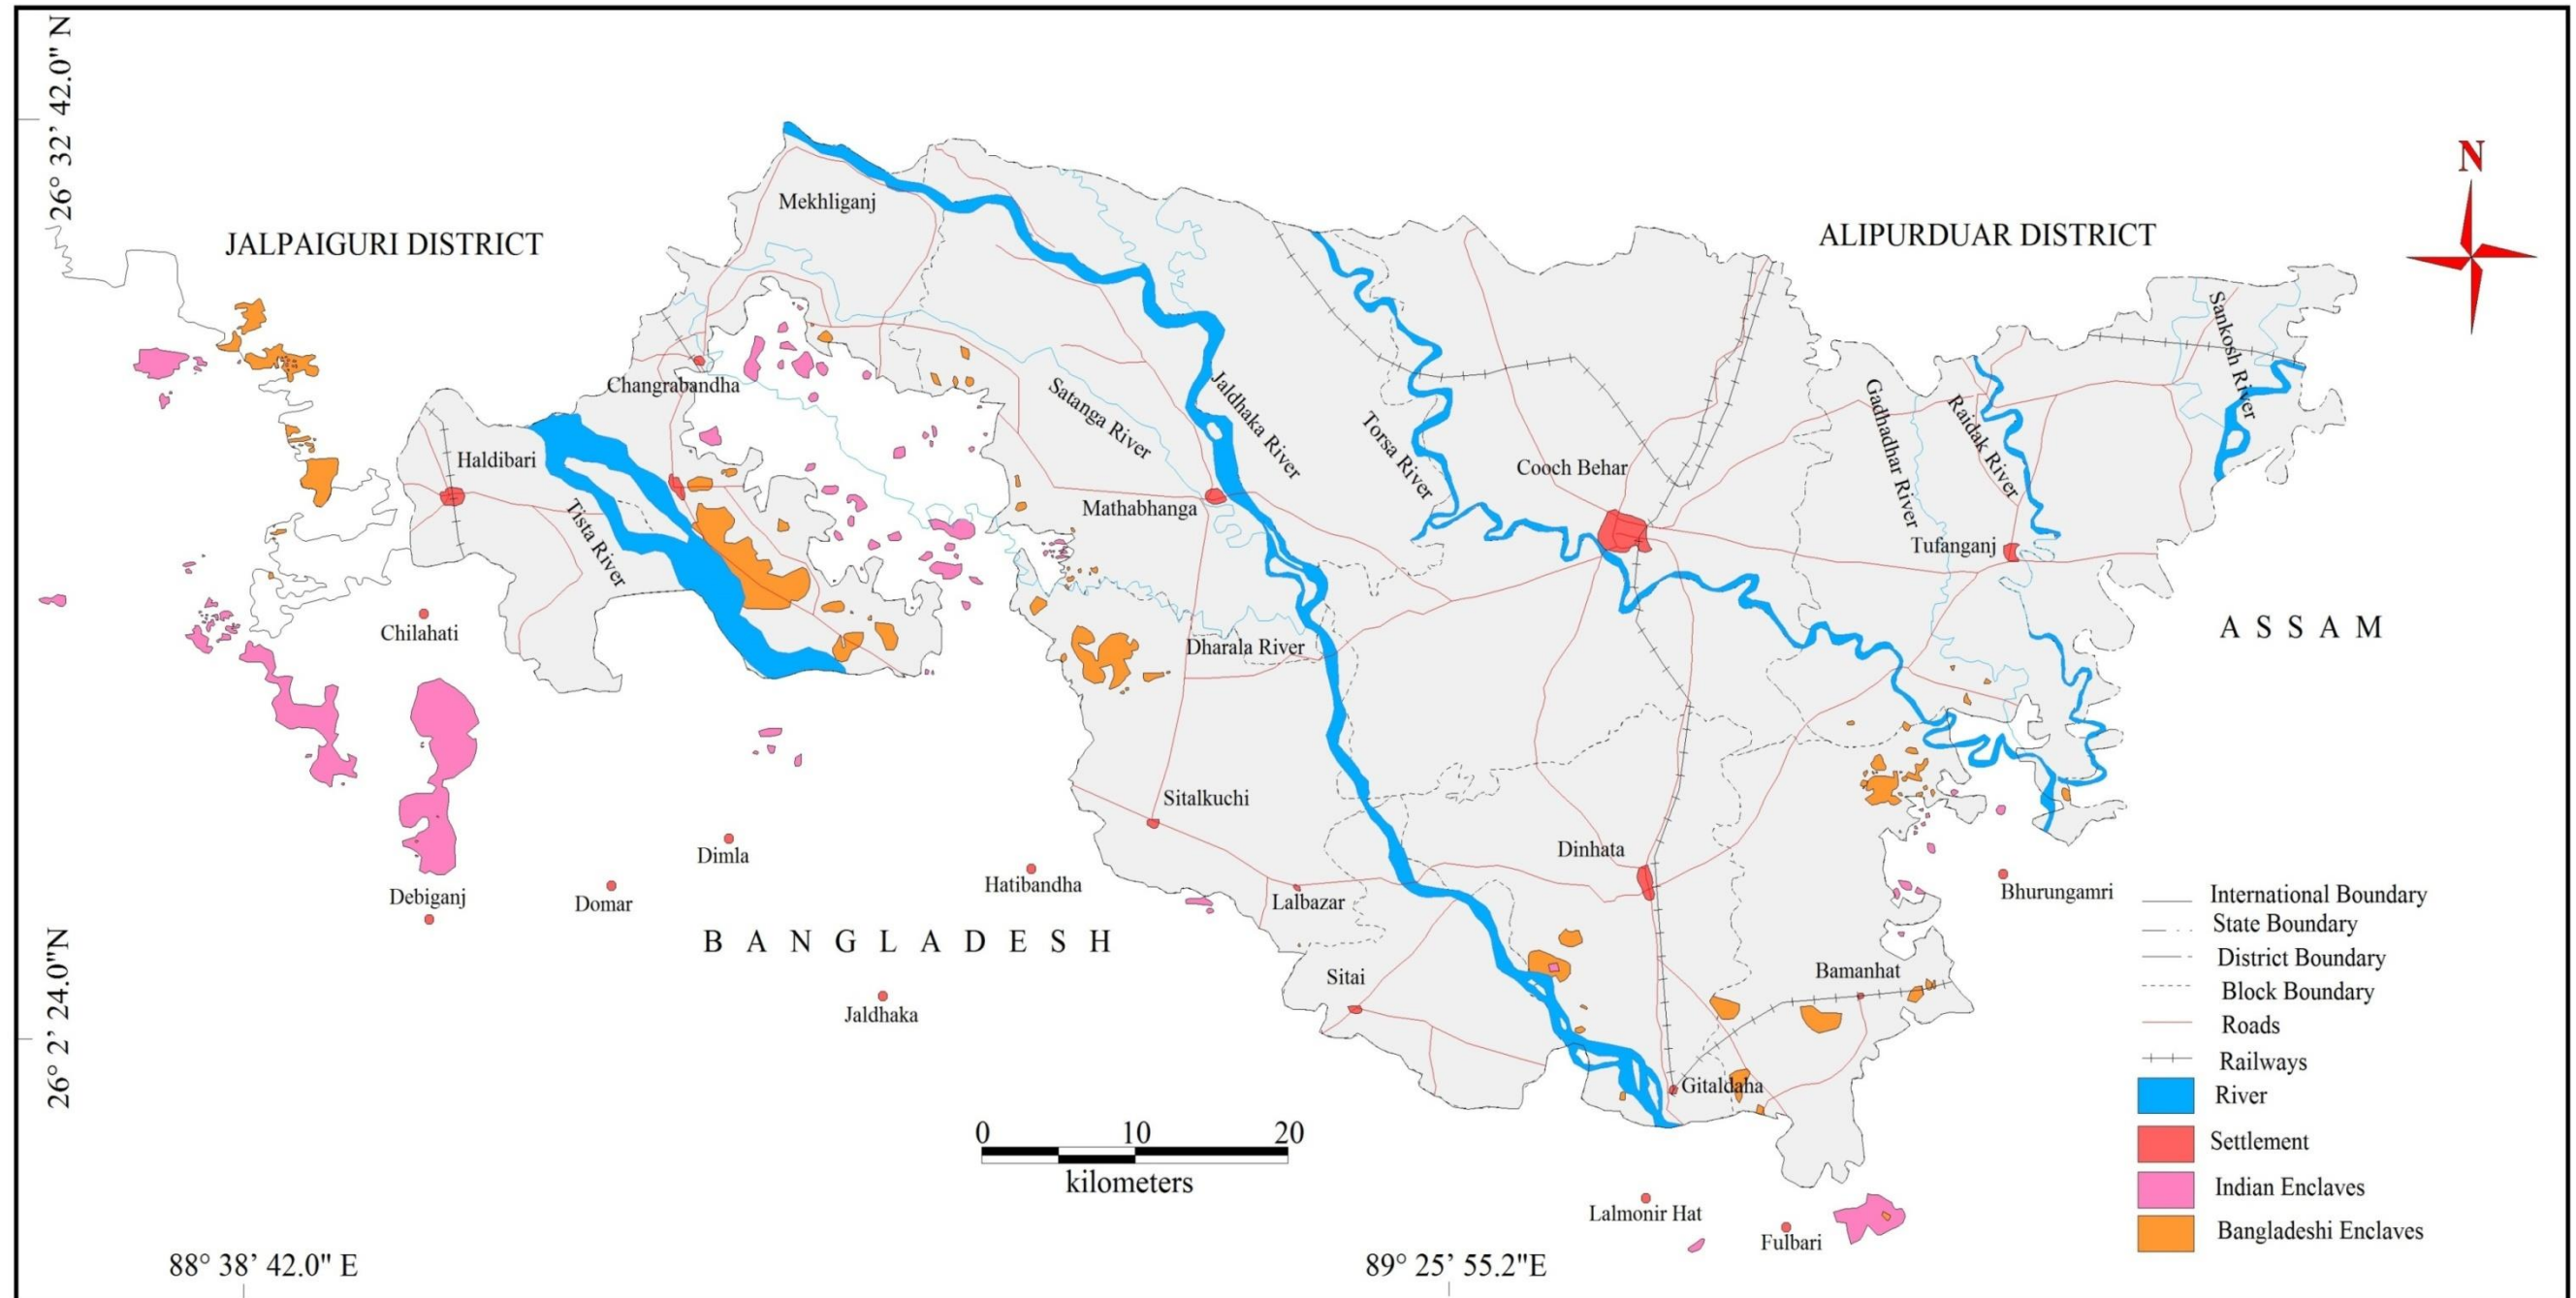 26° 32’ 42.0" N
N
Mekhliganj
JALPAIGURI DISTRICT
ALIPURDUAR DISTRICT
Sankosh River
Changrabandha
Satanga River
Jaldhaka River
Torsa River
Gadhadhar River
Raidak River
Haldibari
Cooch Behar
Tista River
Mathabhanga
Tufanganj
Chilahati
ASSAM
Dharala River
Sitalkuchi
Dimla
Dinhata
Hatibandha
Debiganj
Domar
Lalbazar
Bhurungamri
BANGLADESH
Sitai
Bamanhat
Jaldhaka
26° 2’ 24.0"N
Gitaldaha
0 10 20
kilometers
Lalmonir Hat
Fulbari
88° 38’ 42.0" E
89° 25’ 55.2"E
International Boundary
State Boundary
District Boundary
Block Boundary
Roads
Railways
River
Settlement
Indian Enclaves
Bangladeshi Enclaves